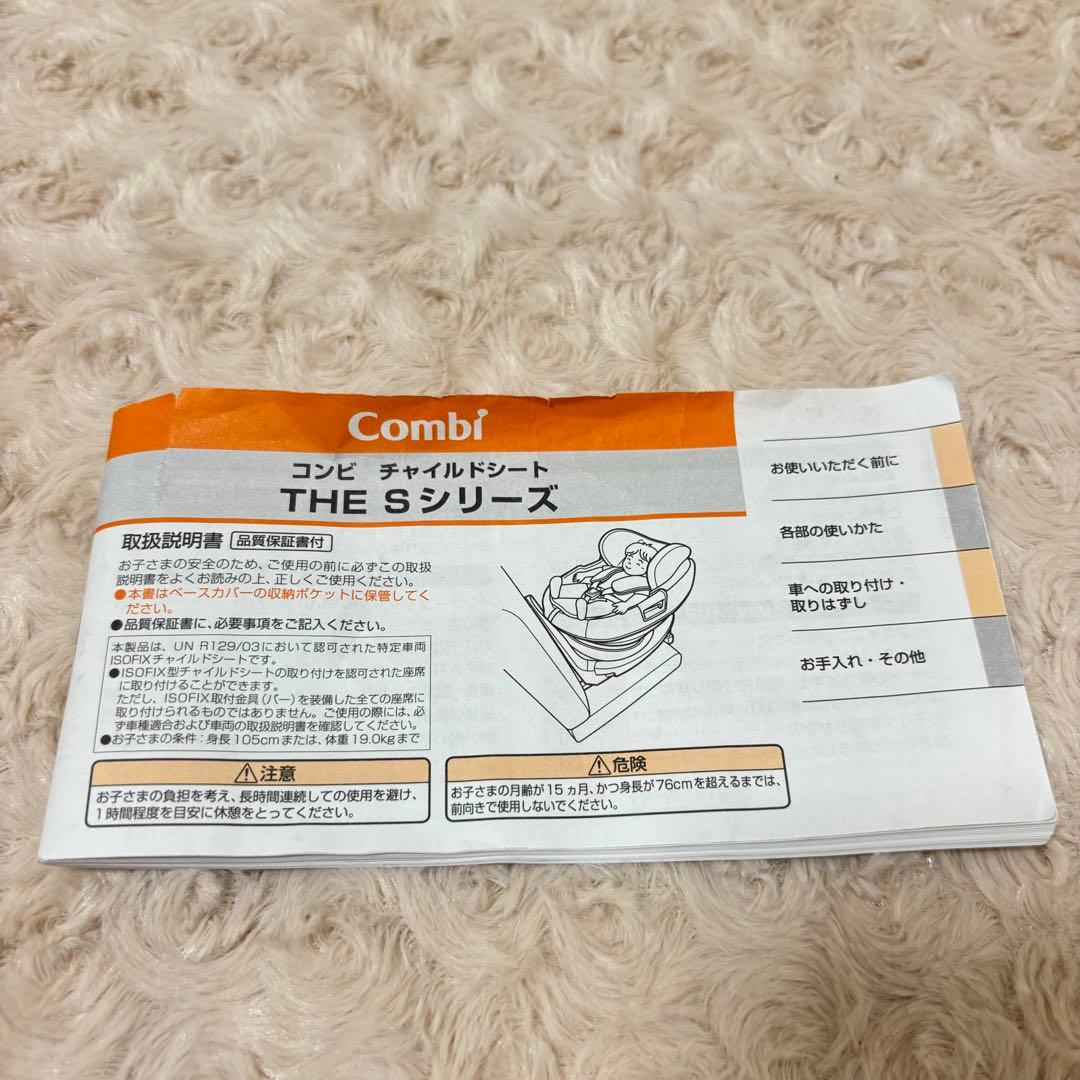 Combi
コンビ チャイルドシート
THE Sシリーズ
取扱説明書 品質保証書付
お子さまの安全のため、ご使用の前に必ずこの取扱
説明書をよくお読みの上、正しくご使用ください。
●本書はベースカバーの収納ポケットに保管してく
ださい。
●品質保証書に、必要事項をご記入ください。
本製品は、UN R129/03において認可された特定車両
ISOFIXチャイルドシートです。
●ISOFIX型チャイルドシートの取り付けを認可された座席
に取り付けることができます。
ただし、ISOFIX取付金具(バー)を装備した全ての座席に
取り付けられるものではありません。ご使用の際には、必
ず車種適合および車両の取扱説明書を確認してください。
●お子さまの条件:身長105cmまたは、体重19.0kgまで
⚠注意
お子さまの負担を考え、長時間連続しての使用を避け、
1時間程度を目安に休憩をとってください。
⚠危険
お子さまの月齢が15ヵ月、かつ身長が76cmを超えるまでは、
前向きで使用しないでください。
お使いいただく前に
各部の使いかた
車への取り付け・
取りはずし
お手入れ・その他